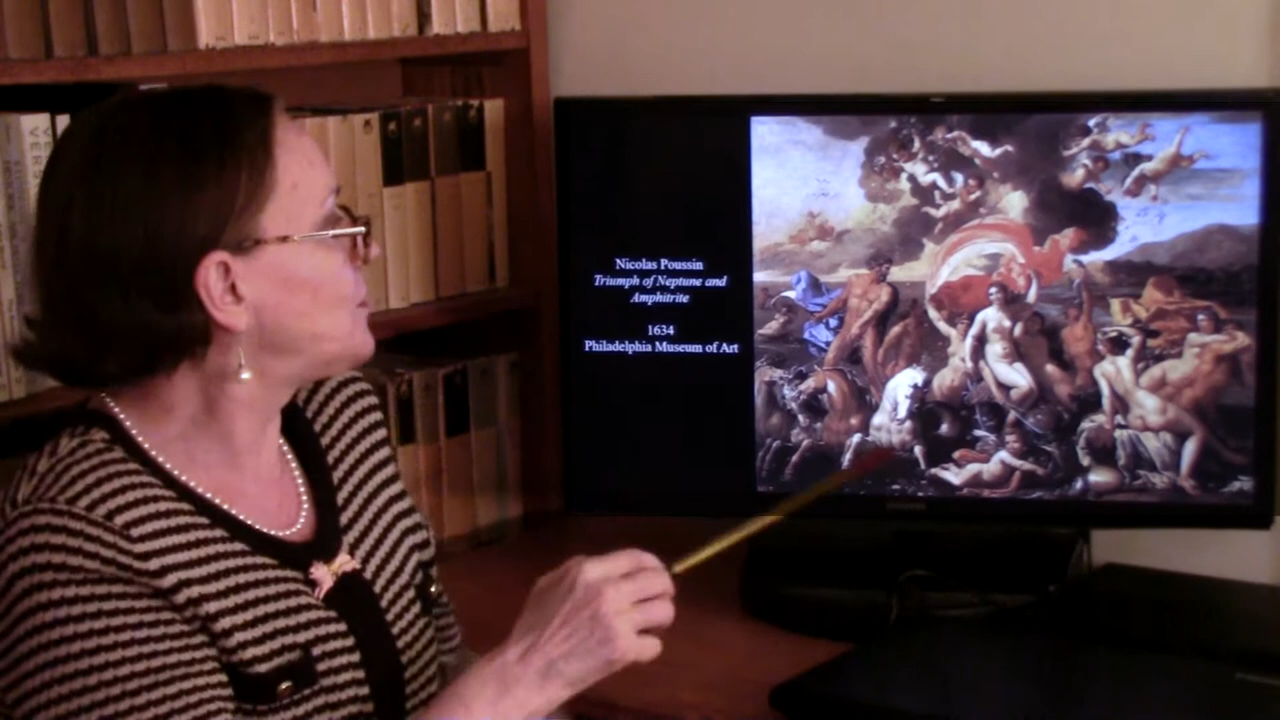 Nicolas Poussin
Triumph of Neptune and
Amphitrite
1634
Philadelphia Museum of Art